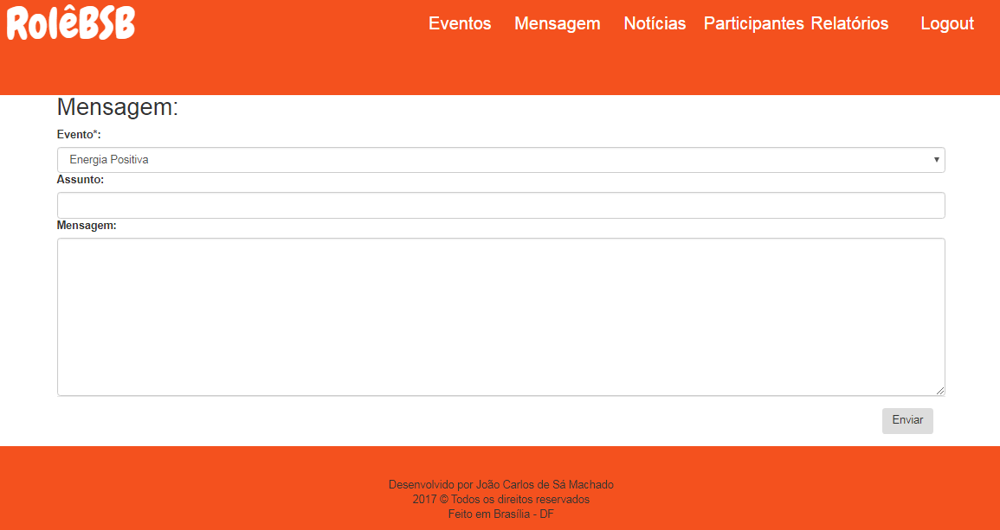 RolêBSB
Eventos Mensagem Notícias Participantes Relatórios Logout
Mensagem:
Evento*:
Energia Positiva
Assunto:
Mensagem:
Enviar
Desenvolvido por João Carlos de Sá Machado
2017 © Todos os direitos reservados
Feito em Brasília - DF